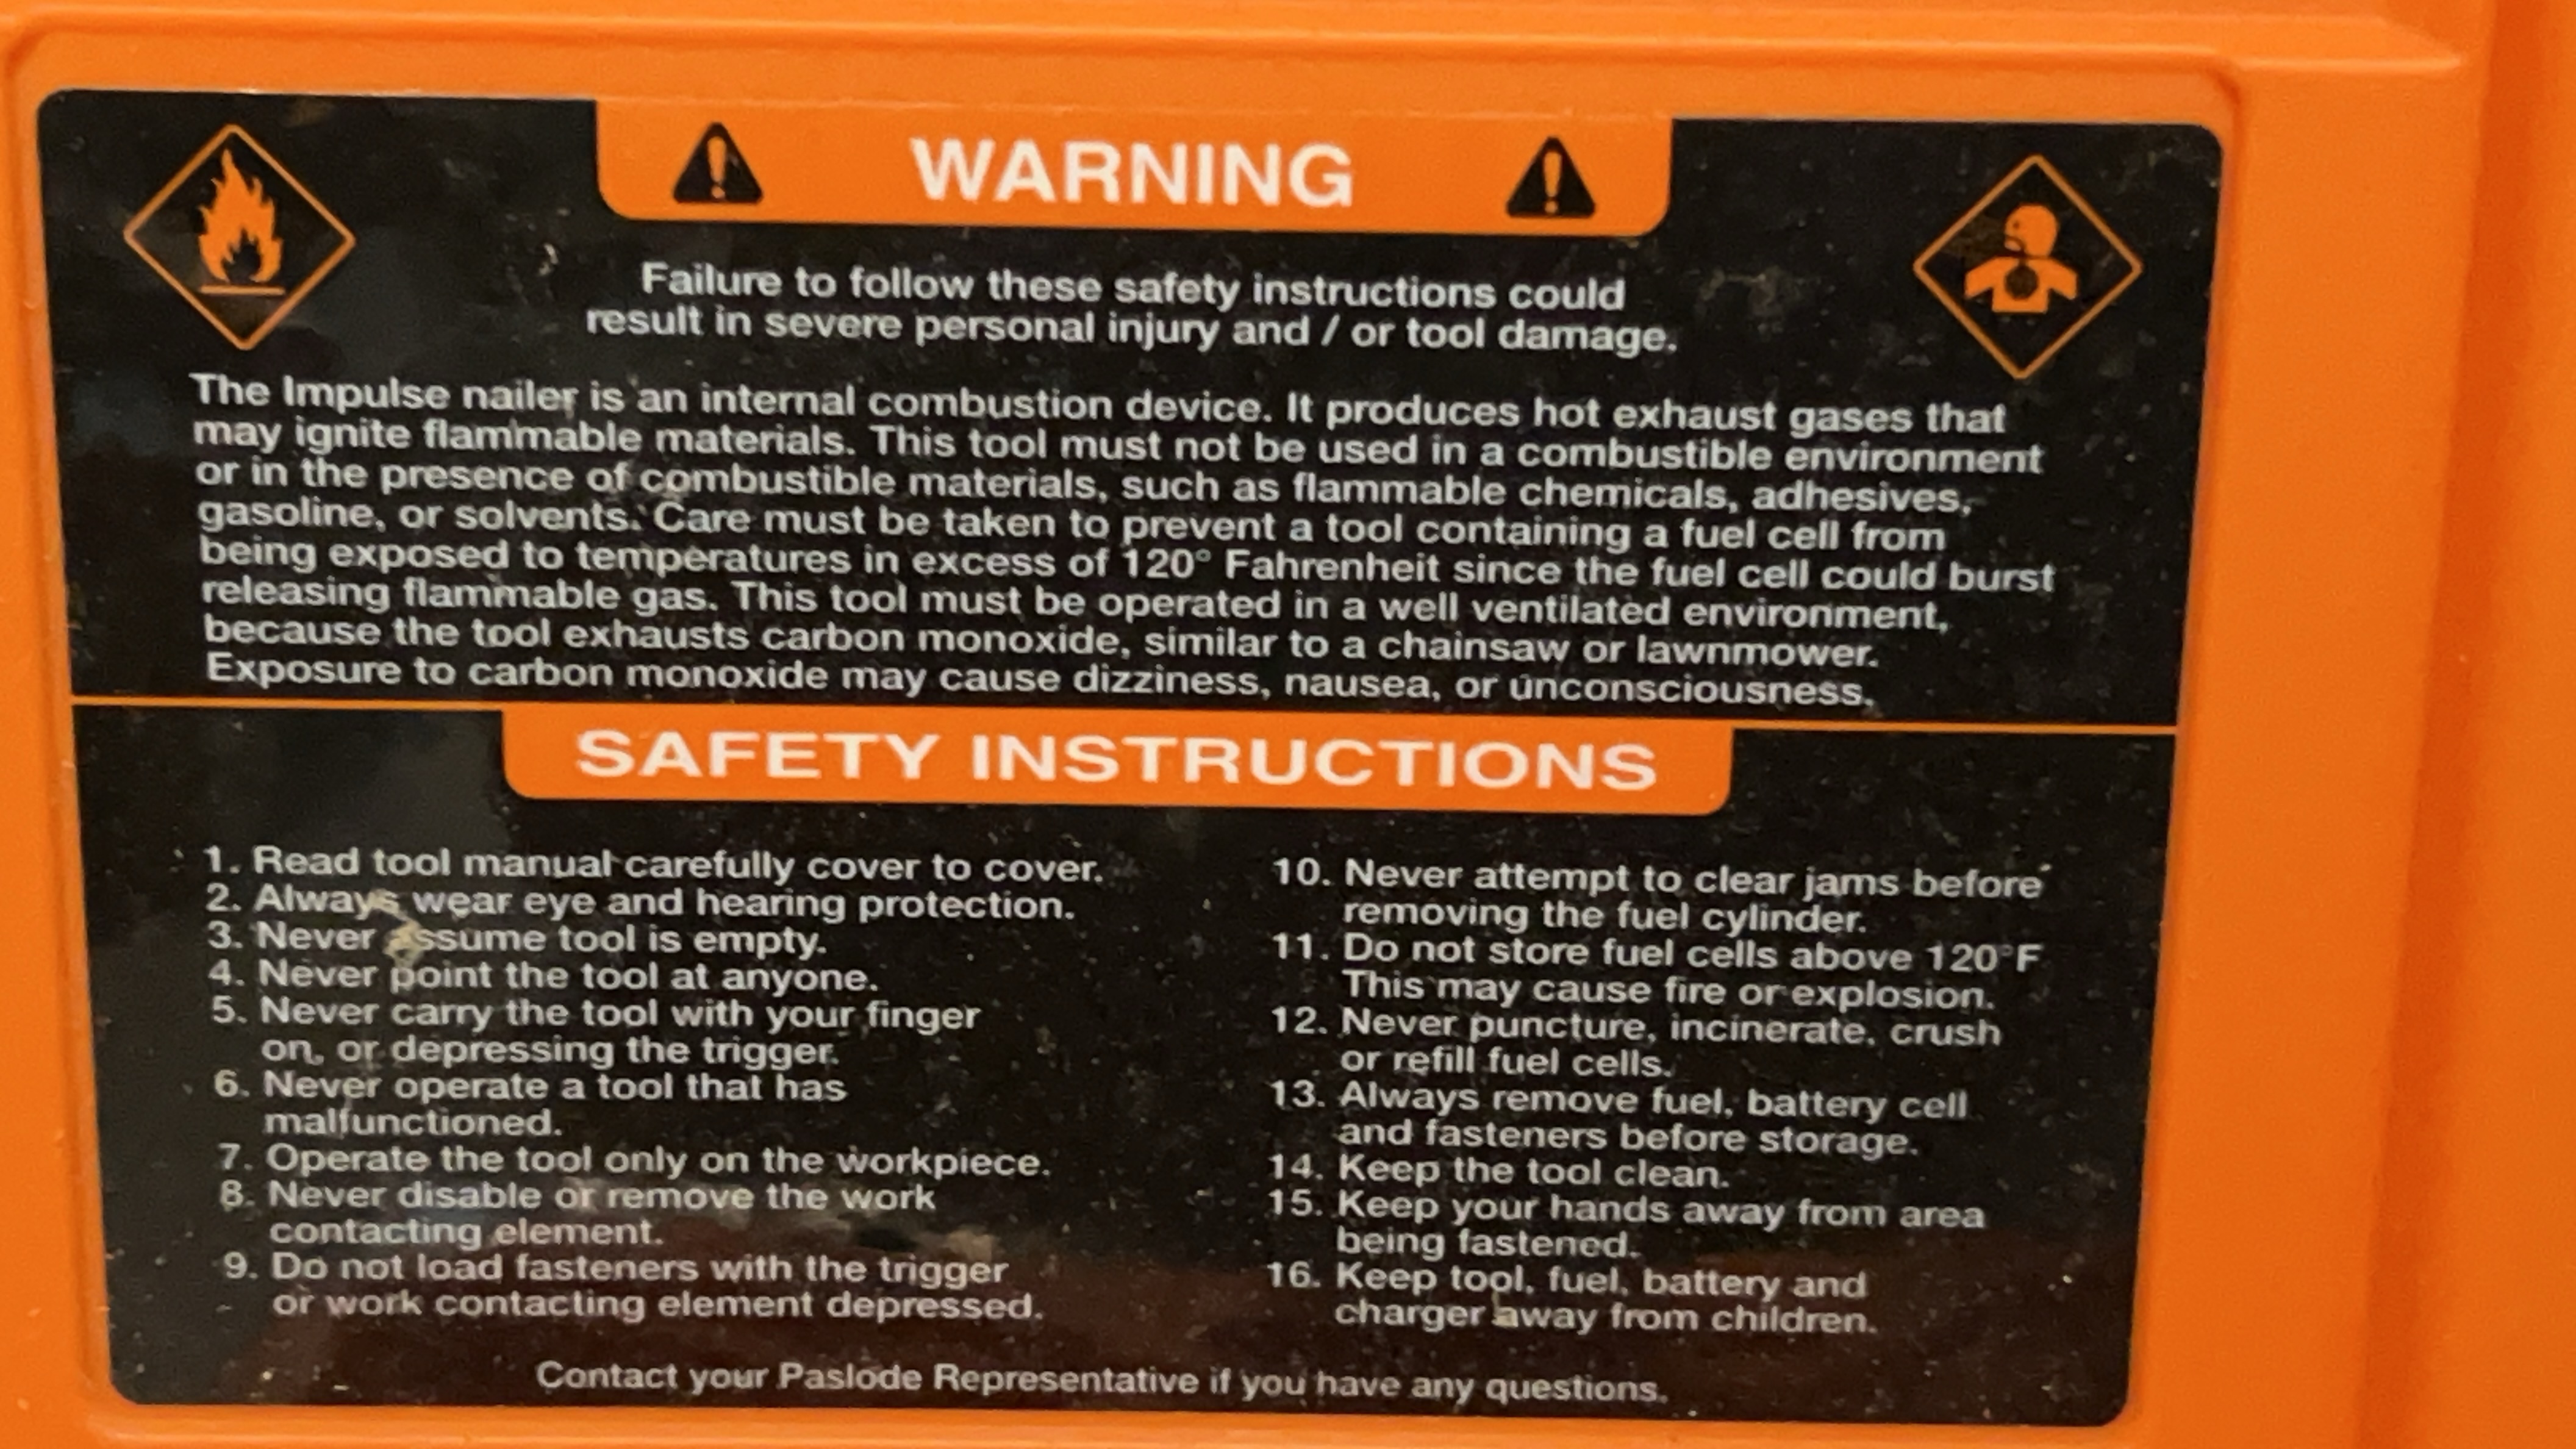 WARNING
Failure to follow these safety instructions could
result in severe personal injury and / or tool damage.
The Impulse nailer is an internal combustion device. It produces hot exhaust gases that
may ignite flammable materials. This tool must not be used in a combustible environment
or in the presence of combustible materials, such as flammable chemicals, adhesives,
gasoline, or solvents. Care must be taken to prevent a tool containing a fuel cell from
being exposed to temperatures in excess of 120° Fahrenheit since the fuel cell could burst
releasing flammable gas. This tool must be operated in a well ventilated environment,
because the tool exhausts carbon monoxide, similar to a chainsaw or lawnmower.
Exposure to carbon monoxide may cause dizziness, nausea, or unconsciousness.
SAFETY INSTRUCTIONS
1. Read tool manual carefully cover to cover.
2. Always wear eye and hearing protection.
3. Never assume tool is empty.
4. Never point the tool at anyone.
5. Never carry the tool with your finger
on, or depressing the trigger.
6. Never operate a tool that has
malfunctioned.
7. Operate the tool only on the workpiece.
8. Never disable or remove the work
contacting element.
9. Do not load fasteners with the trigger
or work contacting element depressed.
10. Never attempt to clear jams before
removing the fuel cylinder.
11. Do not store fuel cells above 120°F
This may cause fire or explosion.
12. Never puncture, incinerate, crush
or refill fuel cells.
13. Always remove fuel, battery cell
and fasteners before storage.
14. Keep the tool clean.
15. Keep your hands away from area
being fastened.
16. Keep tool, fuel, battery and
charger away from children.
Contact your Paslode Representative if you have any questions.